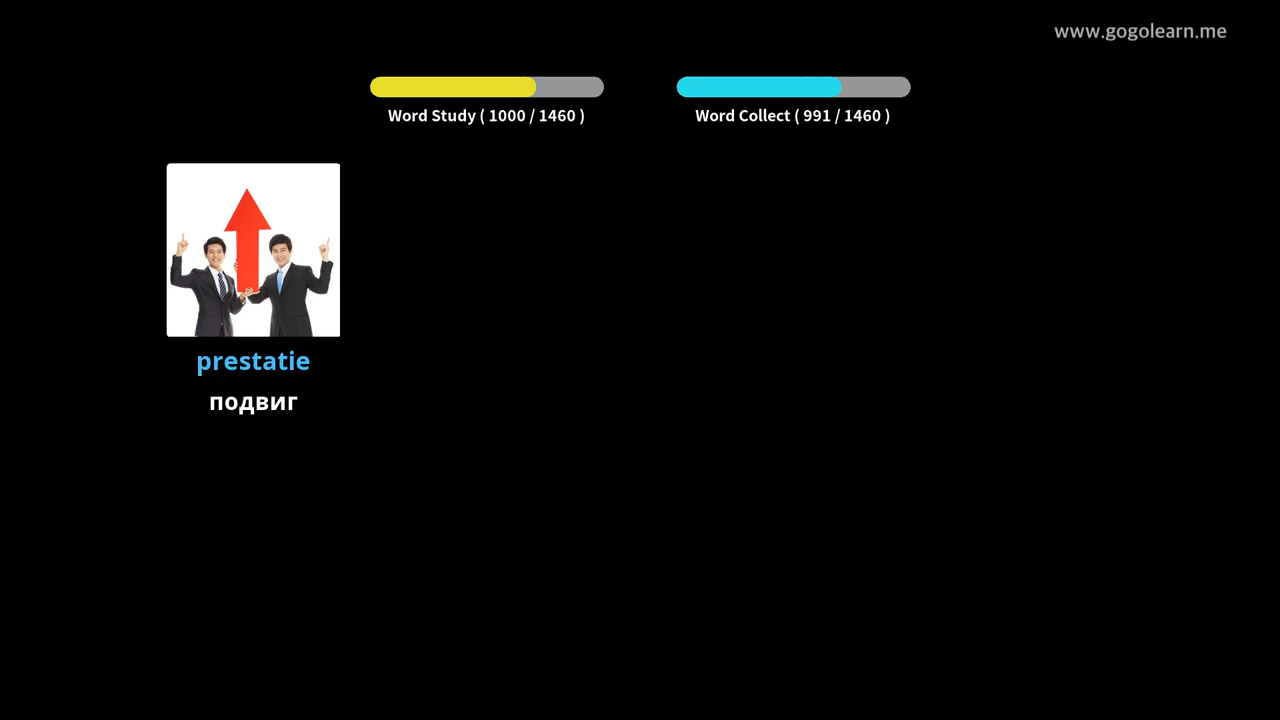 www.gogolearn.me
Word Study ( 1000 / 1460 )
Word Collect ( 991 / 1460 )
prestatie
подвиг